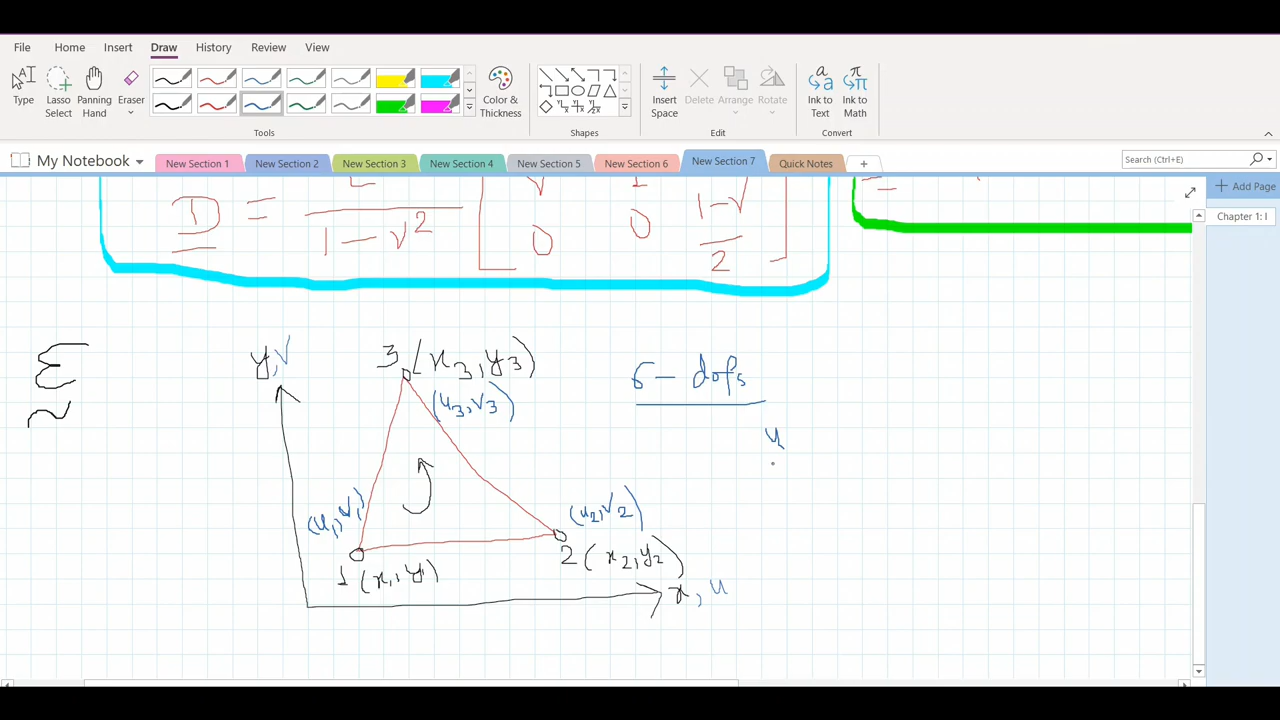 File Home Insert Draw History Review View
Type Lasso Select Panning Hand Eraser Color & Thickness Insert Space Delete Arrange Rotate Ink to Text Ink to Math
Tools Shapes Edit Convert
My Notebook New Section 1 New Section 2 New Section 3 New Section 4 New Section 5 New Section 6 New Section 7 Quick Notes Search (Ctrl+E)
Add Page
Chapter 1: I
D = 1-ν² 0 0 1-ν
2
ε
y,v 3 (x3,y3) 6 - dofs
(u3,v3)
u
(u1,v1) (u2,v2)
1 (x1,y1) 2 (x2,y2)
x, u